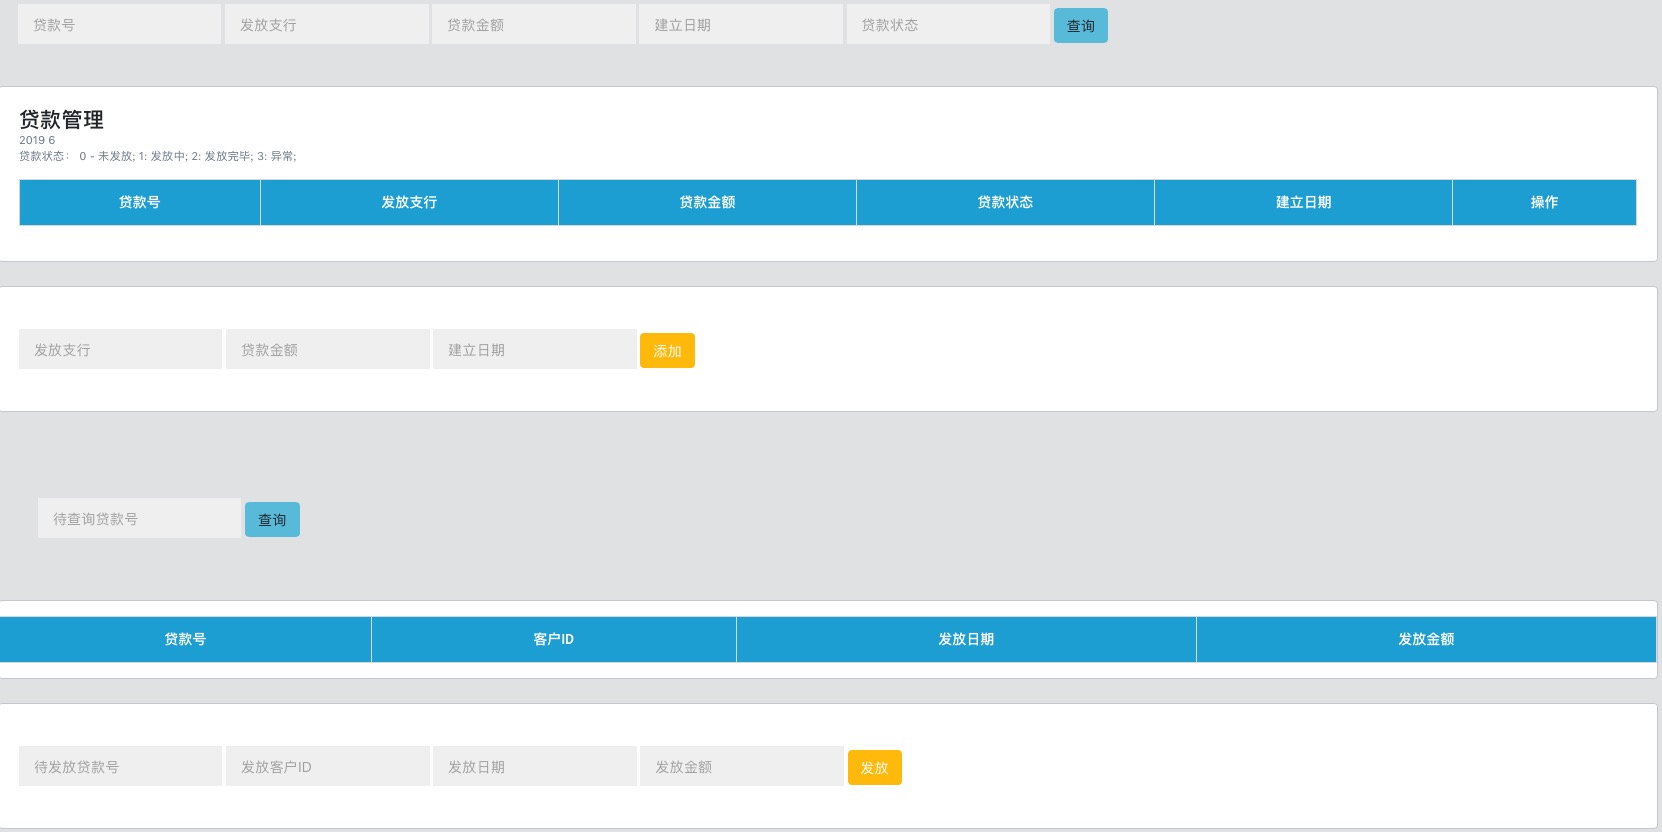 贷款号 发放支行 贷款金额 建立日期 贷款状态 查询
贷款管理
2019 6
贷款状态： 0 - 未发放; 1: 发放中; 2: 发放完毕; 3: 异常;
贷款号 发放支行 贷款金额 贷款状态 建立日期 操作
发放支行 贷款金额 建立日期 添加
待查询贷款号 查询
贷款号 客户ID 发放日期 发放金额
待发放贷款号 发放客户ID 发放日期 发放金额 发放